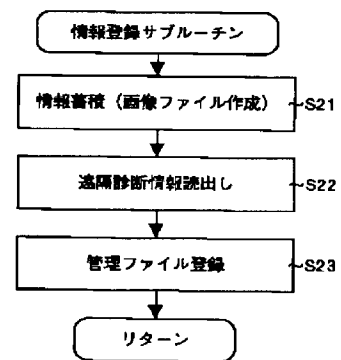 情報登録サブルーチン
情報蓄積（画像ファイル作成） ~S21
遠隔診断情報読出し ~S22
管理ファイル登録 ~S23
リターン